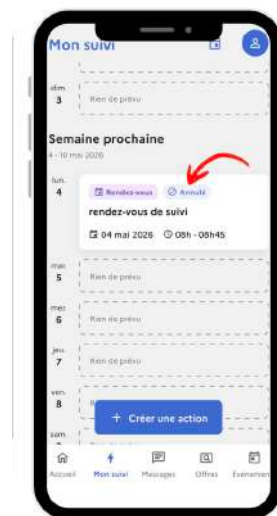 Mon suivi
dim.
3
Rien de prévu
Semaine prochaine
4 - 10 mai 2026
lun.
4
Rendez-vous
Annulé
rendez-vous de suivi
04 mai 2026
08h - 08h45
mar.
5
Rien de prévu
mer.
6
Rien de prévu
jeu.
7
Rien de prévu
ven.
8
+ Créer une action
sam.
Accueil
Mon suivi
Messages
Offres